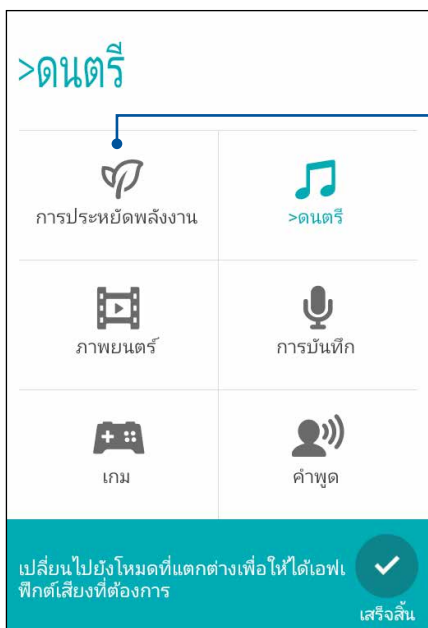 >ดนตรี
การประหยัดพลังงาน
>ดนตรี
ภาพยนตร์
การบันทึก
เกม
คำพูด
เปลี่ยนไปยังโหมดที่แตกต่างเพื่อให้ได้เอฟเ
ฟิกต์เสียงที่ต้องการ
เสร็จสิ้น